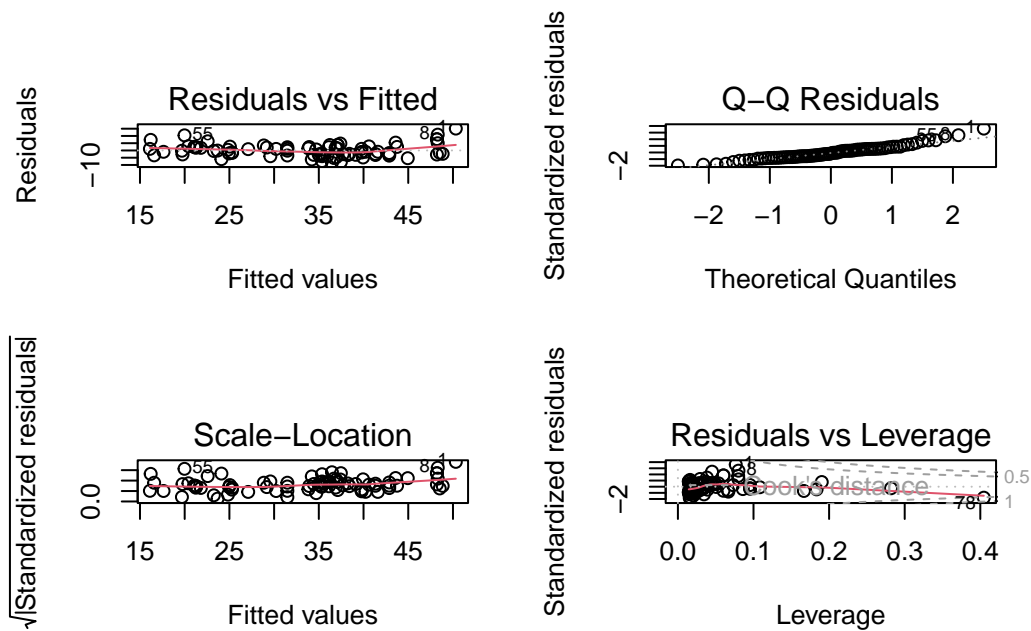 Residuals vs Fitted
Residuals
−10
55
8
1
15 25 35 45
Fitted values
Q−Q Residuals
Standardized residuals
−2
55
8
1
−2 −1 0 1 2
Theoretical Quantiles
Scale−Location
√|Standardized residuals|
0.0
55
8
1
15 25 35 45
Fitted values
Residuals vs Leverage
Standardized residuals
−2
1
8
Cook's distance
78
0.5
1
0.0 0.1 0.2 0.3 0.4
Leverage